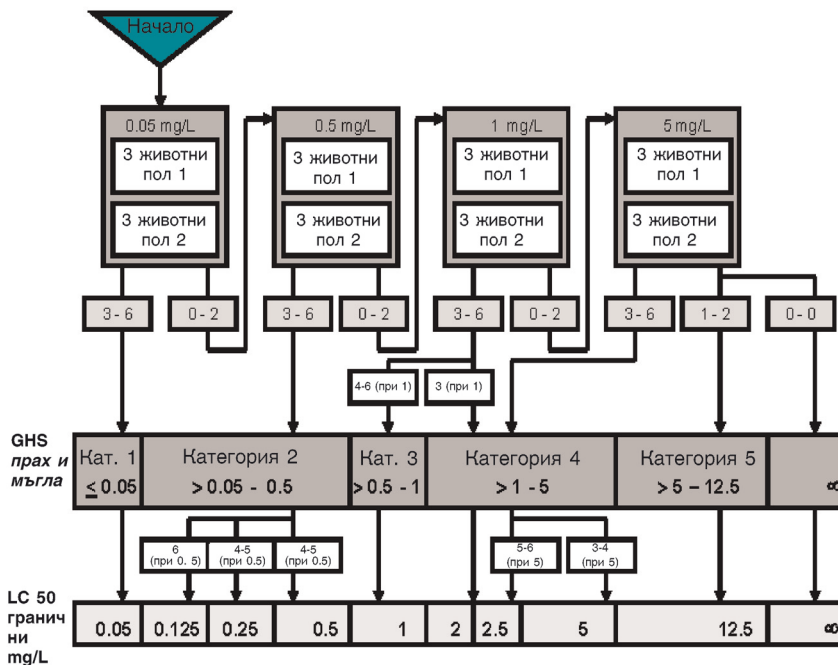 Начало
0.05 mg/L
0.5 mg/L
1 mg/L
5 mg/L
3 животни
пол 1
3 животни
пол 1
3 животни
пол 1
3 животни
пол 1
3 животни
пол 2
3 животни
пол 2
3 животни
пол 2
3 животни
пол 2
3 - 6
0 - 2
3 - 6
0 - 2
3 - 6
0 - 2
3 - 6
1 - 2
0 - 0
4-6 (при 1)
3 (при 1)
GHS
прах и
мъгла
Кат. 1
≤ 0.05
Категория 2
> 0.05 - 0.5
Кат. 3
> 0.5 - 1
Категория 4
> 1 - 5
Категория 5
> 5 – 12.5
∞
6
(при 0. 5)
4-5
(при 0.5)
4-5
(при 0.5)
5-6
(при 5)
3-4
(при 5)
LC 50
гранич
ни
mg/L
0.05
0.125
0.25
0.5
1
2
2.5
5
12.5
∞